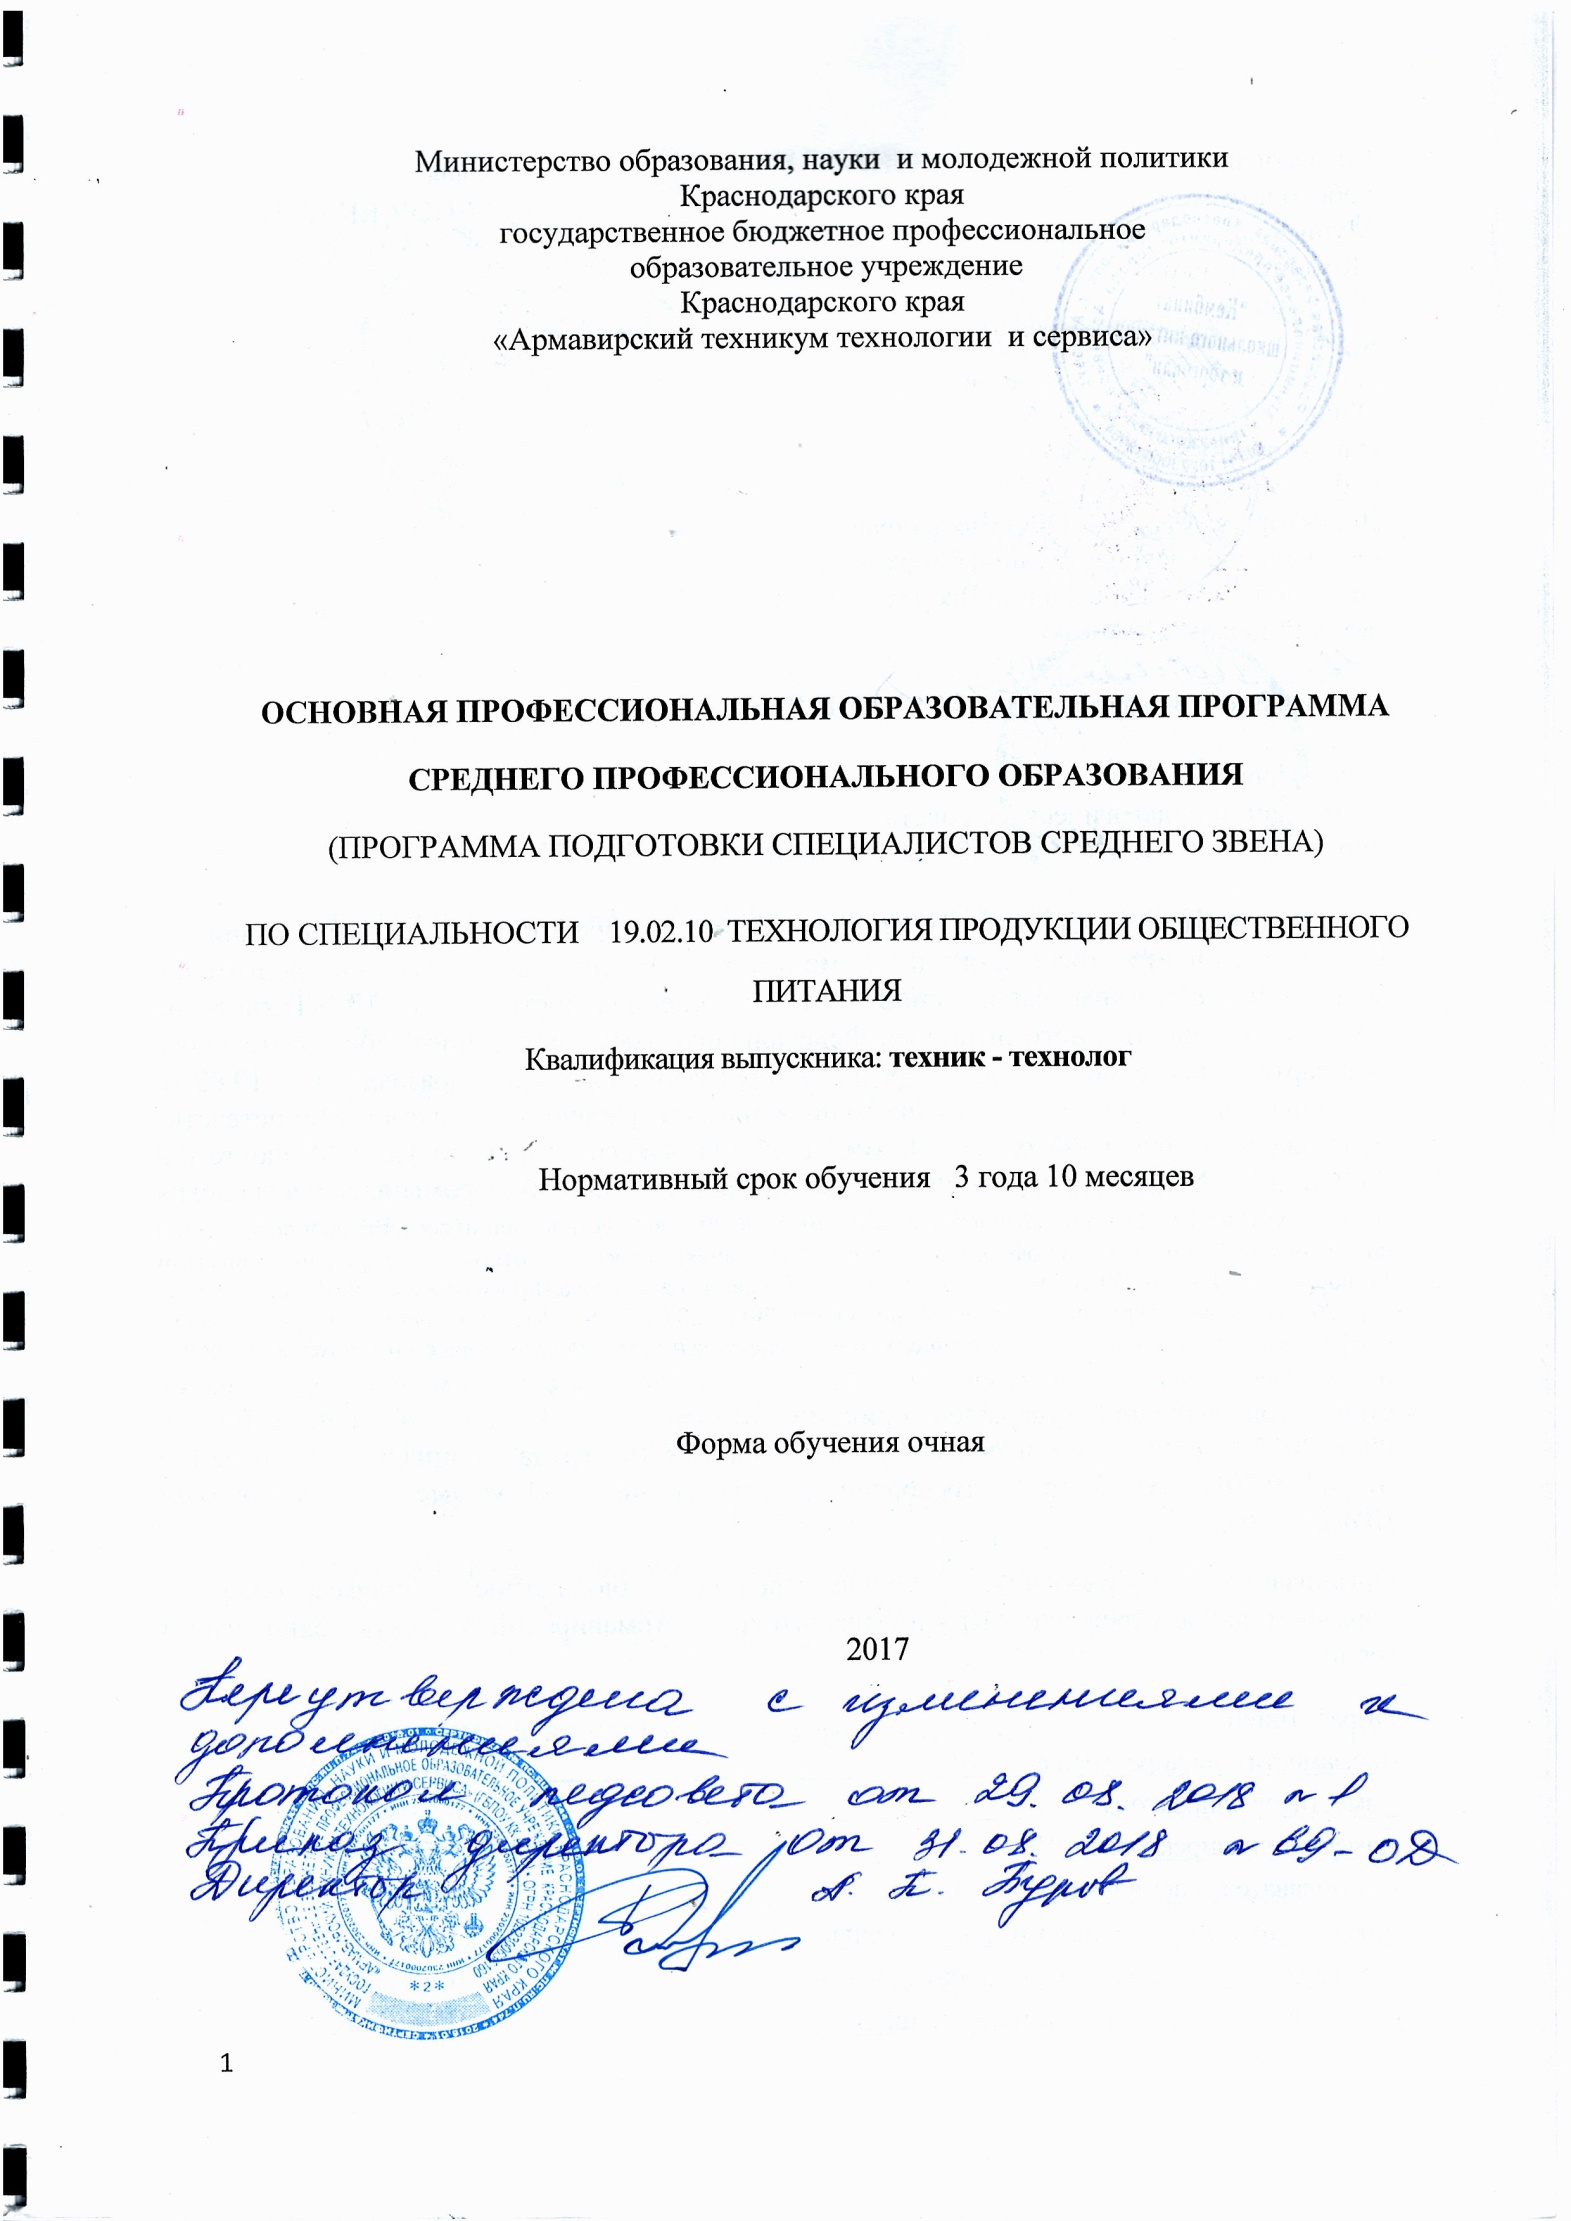 Министерство образования, науки и молодежной политики
Краснодарского края
государственное бюджетное профессиональное
образовательное учреждение
Краснодарского края
«Армавирский техникум технологии и сервиса»
ОСНОВНАЯ ПРОФЕССИОНАЛЬНАЯ ОБРАЗОВАТЕЛЬНАЯ ПРОГРАММА
СРЕДНЕГО ПРОФЕССИОНАЛЬНОГО ОБРАЗОВАНИЯ
(ПРОГРАММА ПОДГОТОВКИ СПЕЦИАЛИСТОВ СРЕДНЕГО ЗВЕНА)
ПО СПЕЦИАЛЬНОСТИ 19.02.10 ТЕХНОЛОГИЯ ПРОДУКЦИИ ОБЩЕСТВЕННОГО
ПИТАНИЯ
Квалификация выпускника: техник - технолог
Нормативный срок обучения 3 года 10 месяцев
Форма обучения очная
2017
Переутверждена с изменениями и
дополнениями
Протокол педсовета от 29.08.2018 № 1
Приказ директора от 31.08.2018 №
Директор А. П. Буров
* 2 *
1